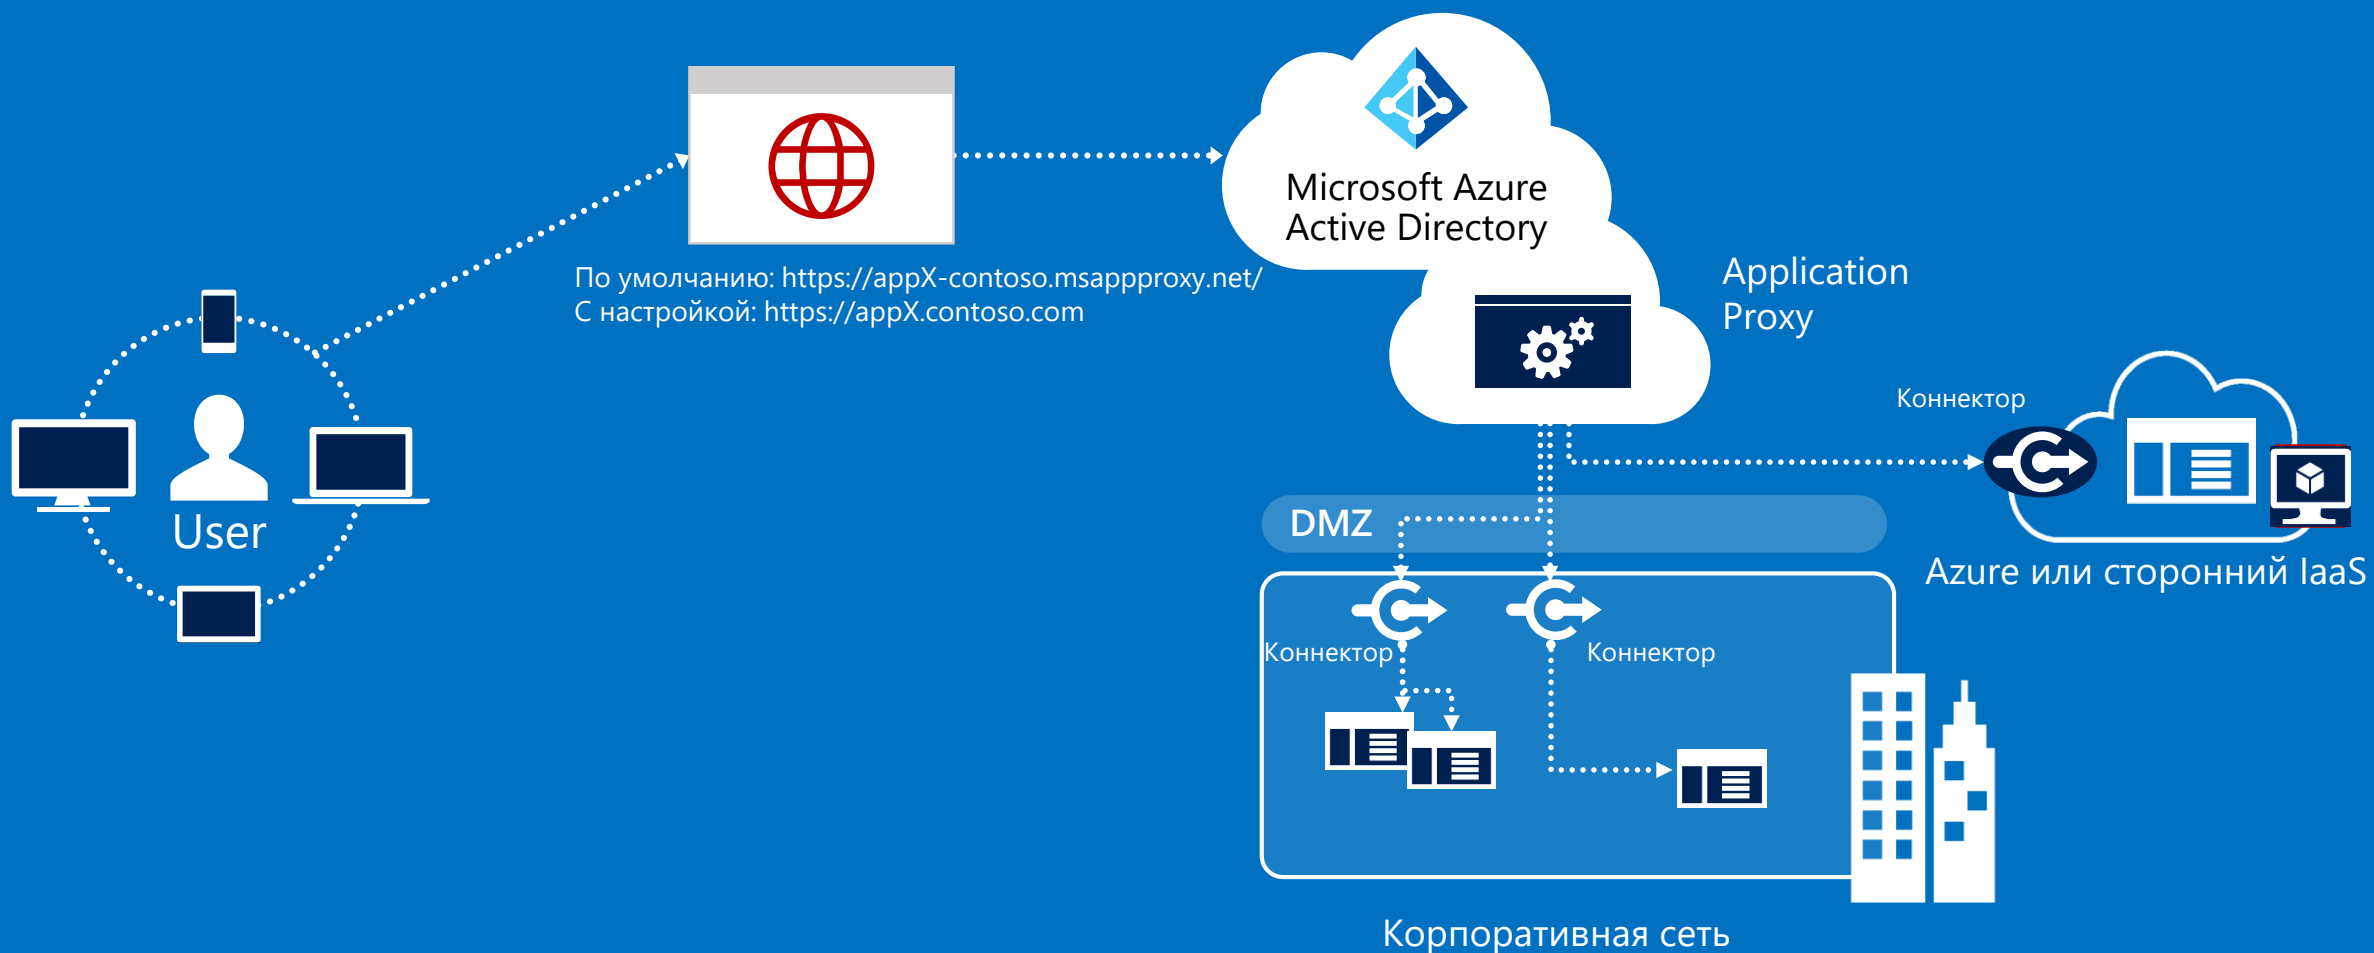 Microsoft Azure
Active Directory
По умолчанию: https://appX-contoso.msappproxy.net/
С настройкой: https://appX.contoso.com
Application
Proxy
Коннектор
User
DMZ
Azure или сторонний IaaS
Коннектор
Коннектор
Корпоративная сеть